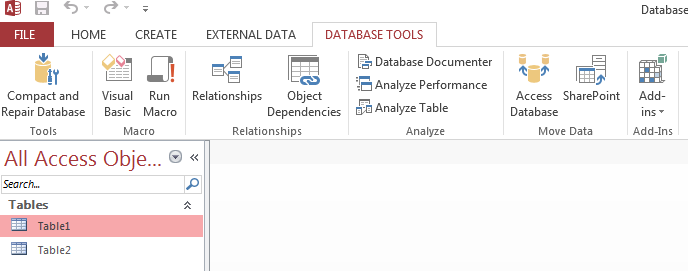 Database
FILE HOME CREATE EXTERNAL DATA DATABASE TOOLS
Compact and Repair Database
Visual Basic
Run Macro
Relationships
Object Dependencies
Database Documenter
Analyze Performance
Analyze Table
Access Database
SharePoint
Add-ins
Tools Macro Relationships Analyze Move Data Add-Ins
All Access Obje...
Search...
Tables
Table1
Table2